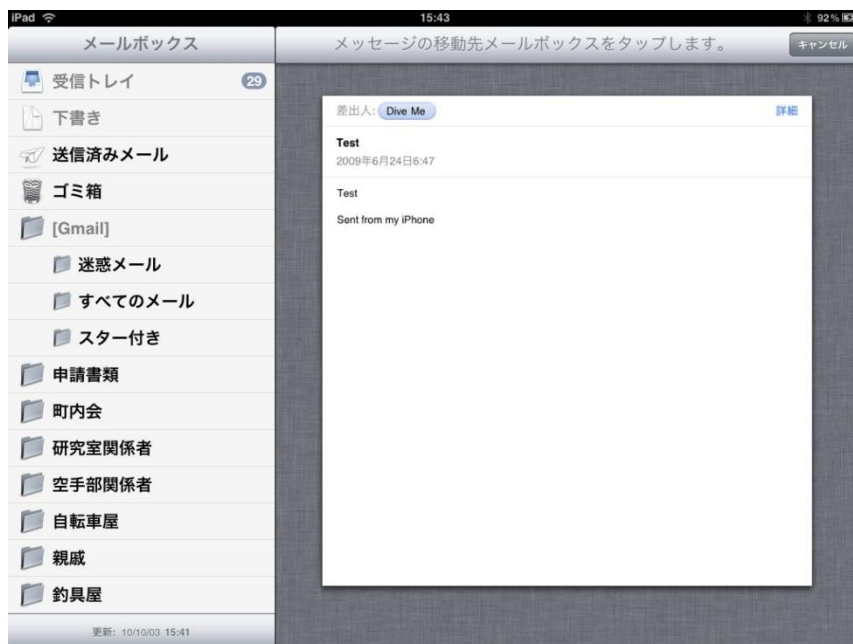 iPad 15:43 92%
メールボックス
メッセージの移動先メールボックスをタップします。
キャンセル
受信トレイ 29
下書き
送信済みメール
ゴミ箱
[Gmail]
迷惑メール
すべてのメール
スター付き
申請書類
町内会
研究室関係者
空手部関係者
自転車屋
親戚
釣具屋
更新: 10/10/03 15:41
差出人: Dive Me 詳細
Test
2009年6月24日6:47
Test
Sent from my iPhone